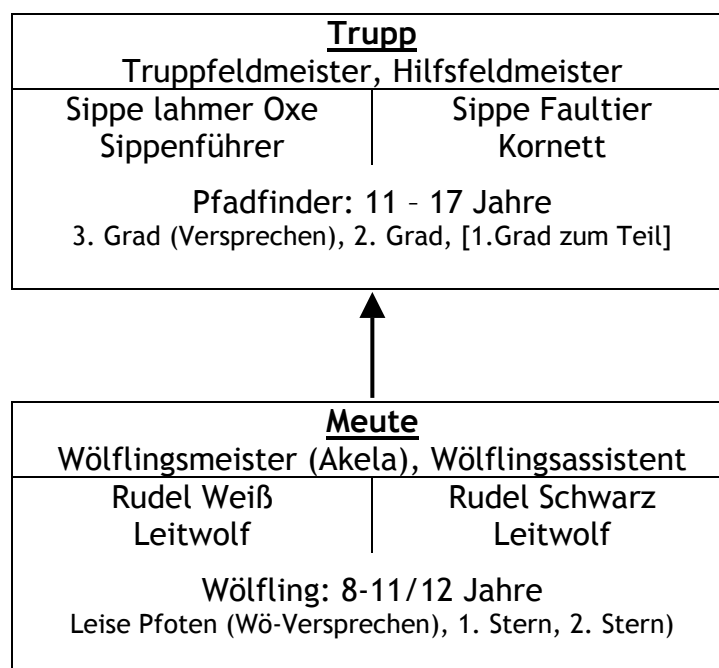 Trupp
Truppfeldmeister, Hilfsfeldmeister
Sippe lahmer Oxe
Sippenführer
Sippe Faultier
Kornett
Pfadfinder: 11 – 17 Jahre
3. Grad (Versprechen), 2. Grad, [1.Grad zum Teil]
Meute
Wölflingsmeister (Akela), Wölflingsassistent
Rudel Weiß
Leitwolf
Rudel Schwarz
Leitwolf
Wölfling: 8-11/12 Jahre
Leise Pfoten (Wö-Versprechen), 1. Stern, 2. Stern)